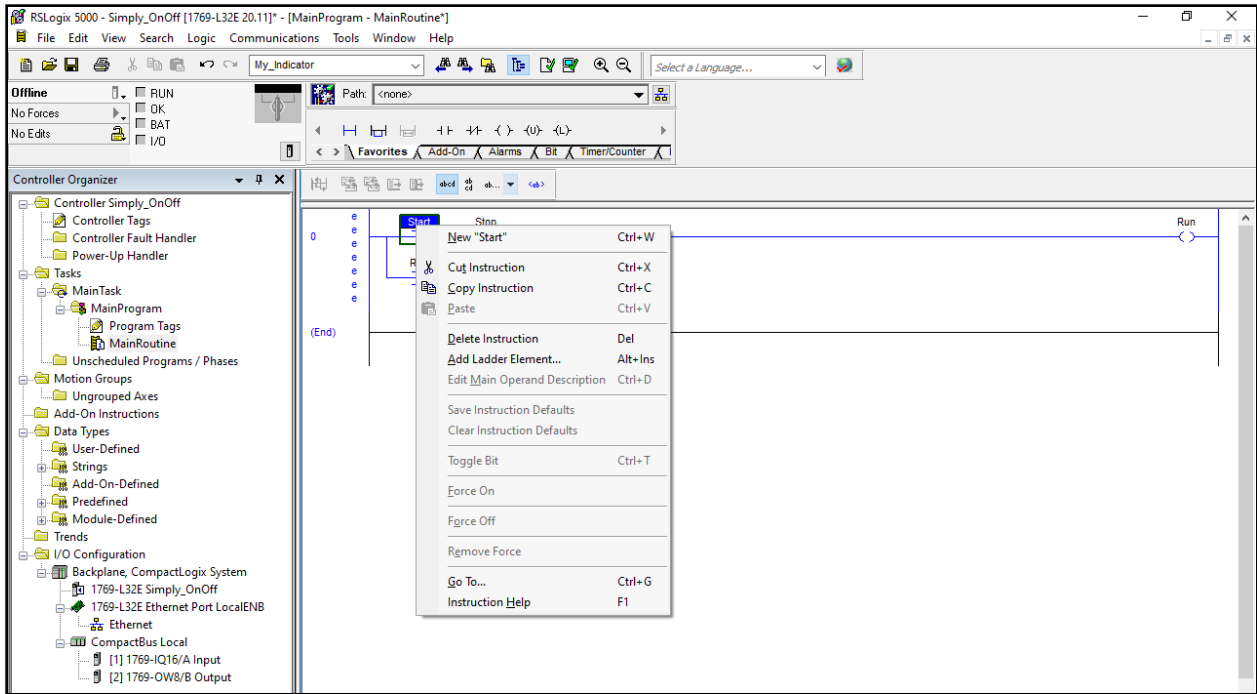 RSLogix 5000 - Simply_OnOff [1769-L32E 20.11]* - [MainProgram - MainRoutine*]
File Edit View Search Logic Communications Tools Window Help
My_Indicator
Select a Language...
Offline
RUN
No Forces
OK
No Edits
BAT
I/O
Path: <none>
Favorites Add-On Alarms Bit Timer/Counter
Controller Organizer
Controller Simply_OnOff
Controller Tags
Controller Fault Handler
Power-Up Handler
Tasks
MainTask
MainProgram
Program Tags
MainRoutine
Unscheduled Programs / Phases
Motion Groups
Ungrouped Axes
Add-On Instructions
Data Types
User-Defined
Strings
Add-On-Defined
Predefined
Module-Defined
Trends
I/O Configuration
Backplane, CompactLogix System
1769-L32E Simply_OnOff
1769-L32E Ethernet Port LocalENB
Ethernet
CompactBus Local
[1] 1769-IQ16/A Input
[2] 1769-OW8/B Output
abcd ab cd ab... <ab>
e
e
e
e
e
e
e
0
Start Stop Run
R
(End)
New "Start" Ctrl+W
Cut Instruction Ctrl+X
Copy Instruction Ctrl+C
Paste Ctrl+V
Delete Instruction Del
Add Ladder Element... Alt+Ins
Edit Main Operand Description Ctrl+D
Save Instruction Defaults
Clear Instruction Defaults
Toggle Bit Ctrl+T
Force On
Force Off
Remove Force
Go To... Ctrl+G
Instruction Help F1